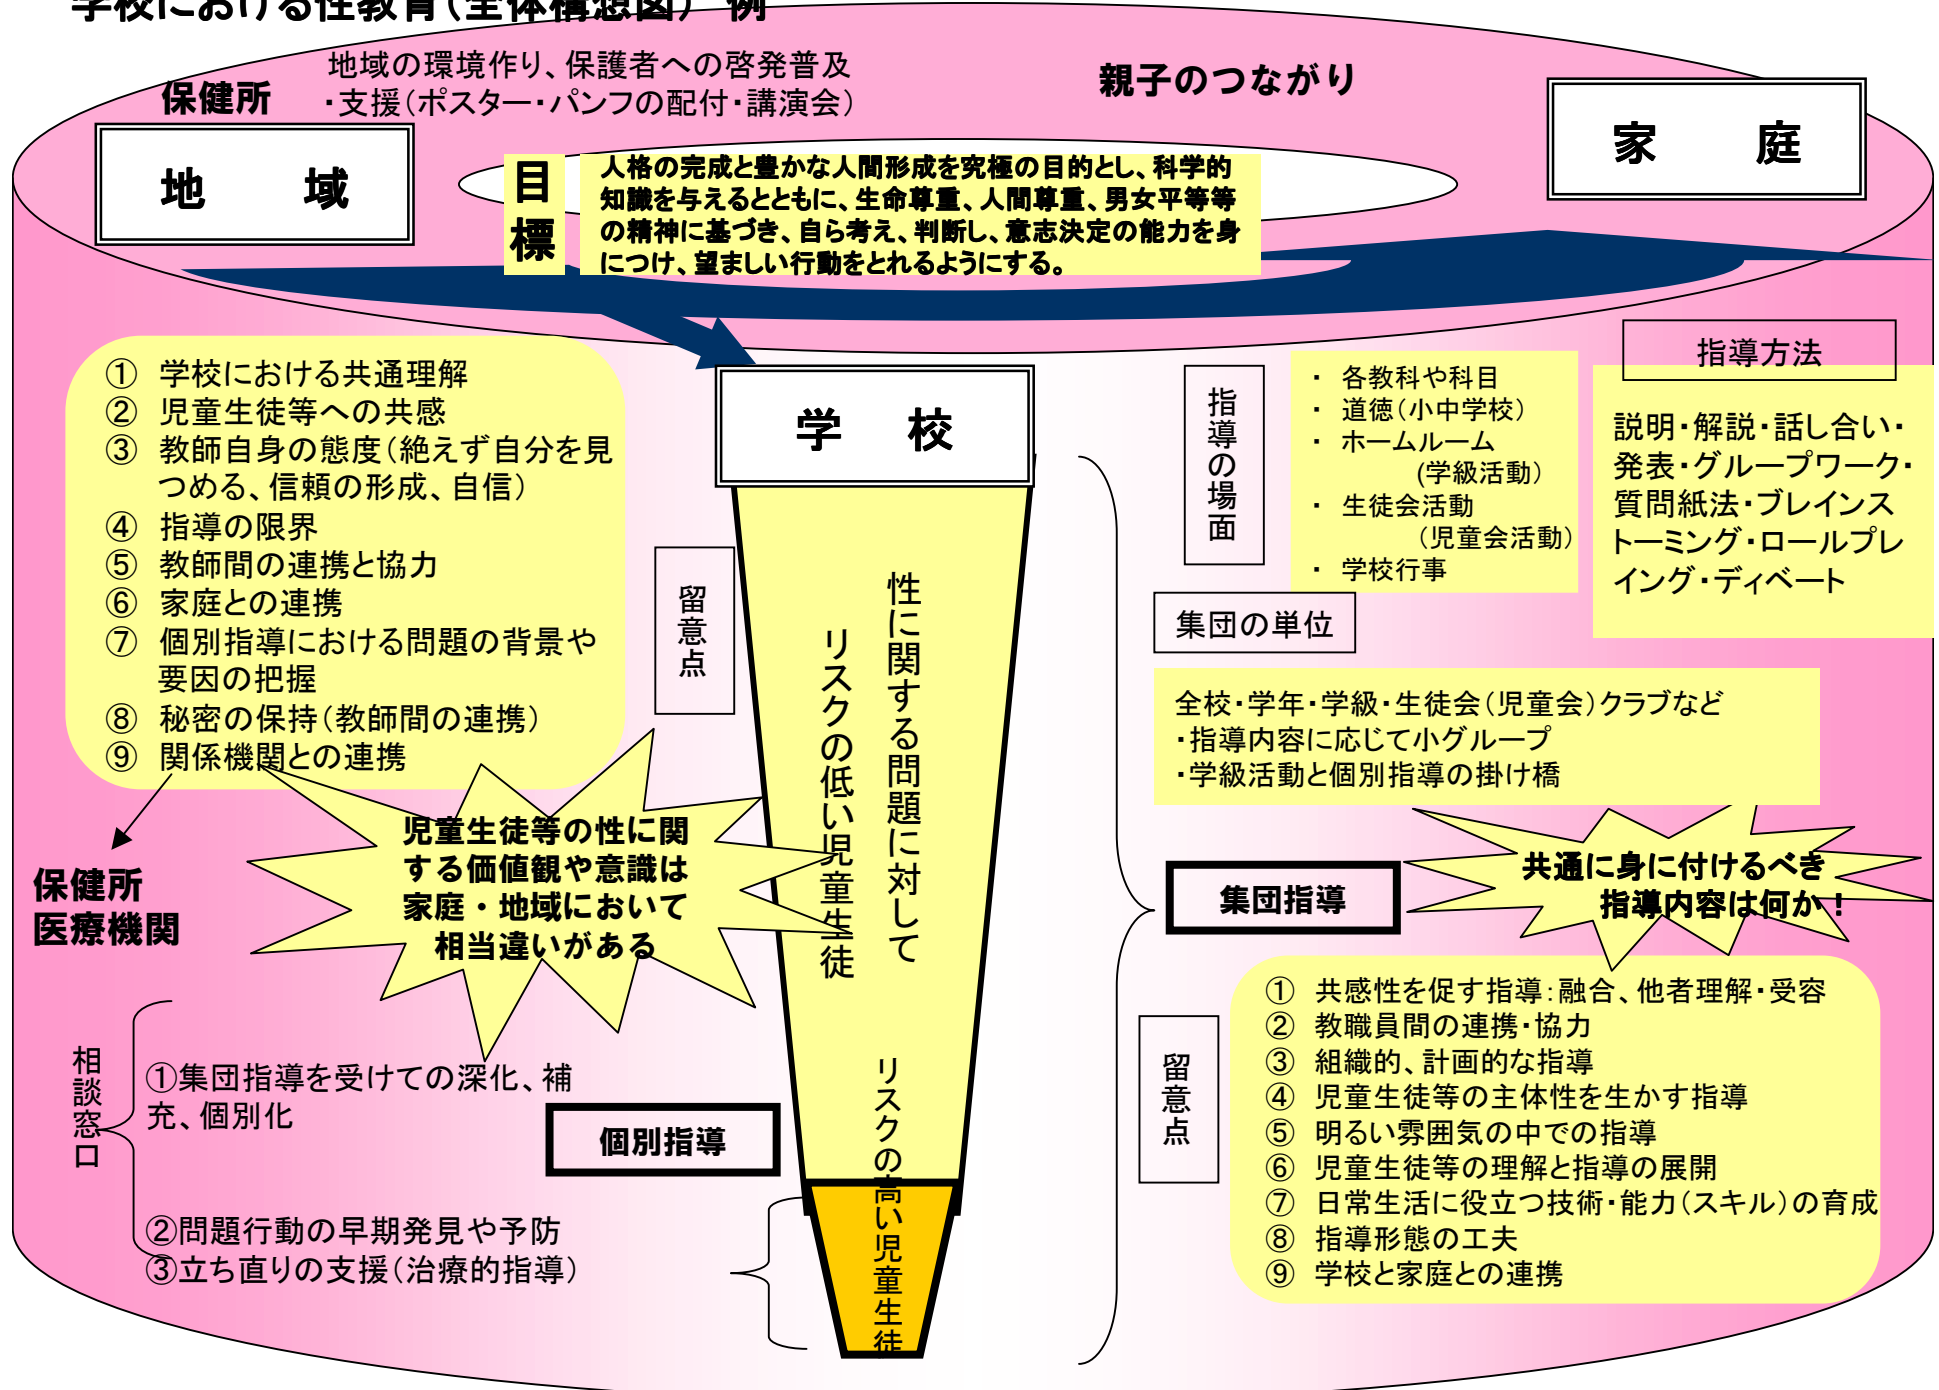 学校における性教育(全体構想図) 例
地域の環境作り、保護者への啓発普及
・支援(ポスター・パンフの配付・講演会)
保健所
親子のつながり
地 域
家 庭
目
標
人格の完成と豊かな人間形成を究極の目的とし、科学的
知識を与えるとともに、生命尊重、人間尊重、男女平等等
の精神に基づき、自ら考え、判断し、意志決定の能力を身
につけ、望ましい行動をとれるようにする。
① 学校における共通理解
② 児童生徒等への共感
③ 教師自身の態度(絶えず自分を見
つめる、信頼の形成、自信)
④ 指導の限界
⑤ 教師間の連携と協力
⑥ 家庭との連携
⑦ 個別指導における問題の背景や
要因の把握
⑧ 秘密の保持(教師間の連携)
⑨ 関係機関との連携
留意点
学 校
性に関する問題に対して
リスクの低い児童生徒
リスクの高い児童生徒
指導の場面
・ 各教科や科目
・ 道徳(小中学校)
・ ホームルーム
(学級活動)
・ 生徒会活動
(児童会活動)
・ 学校行事
指導方法
説明・解説・話し合い・
発表・グループワーク・
質問紙法・ブレインス
トーミング・ロールプレ
イング・ディベート
集団の単位
全校・学年・学級・生徒会(児童会)クラブなど
・指導内容に応じて小グループ
・学級活動と個別指導の掛け橋
児童生徒等の性に関
する価値観や意識は
家庭・地域において
相当違いがある
保健所
医療機関
集団指導
共通に身に付けるべき
指導内容は何か!
相談窓口
①集団指導を受けての深化、補
充、個別化
②問題行動の早期発見や予防
③立ち直りの支援(治療的指導)
個別指導
留意点
① 共感性を促す指導:融合、他者理解・受容
② 教職員間の連携・協力
③ 組織的、計画的な指導
④ 児童生徒等の主体性を生かす指導
⑤ 明るい雰囲気の中での指導
⑥ 児童生徒等の理解と指導の展開
⑦ 日常生活に役立つ技術・能力(スキル)の育成
⑧ 指導形態の工夫
⑨ 学校と家庭との連携